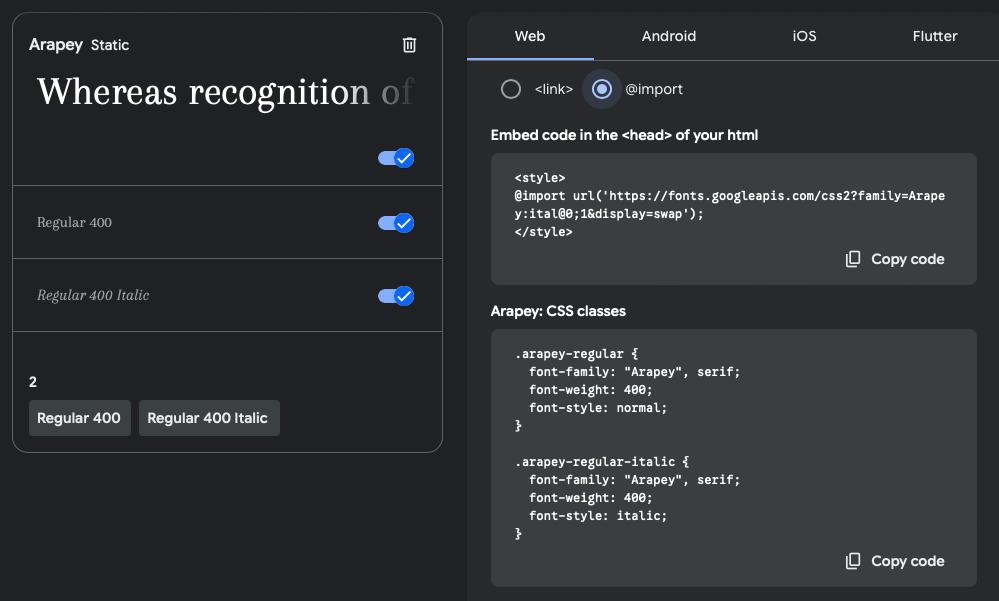 Arapey Static
Whereas recognition of
Regular 400
Regular 400 Italic
2
Regular 400
Regular 400 Italic
Web
Android
iOS
Flutter
<link>
@import
Embed code in the <head> of your html
<style>
@import url('https://fonts.googleapis.com/css2?family=Arape
y:ital@0;1&display=swap');
</style>
Copy code
Arapey: CSS classes
.arapey-regular {
  font-family: "Arapey", serif;
  font-weight: 400;
  font-style: normal;
}
.arapey-regular-italic {
  font-family: "Arapey", serif;
  font-weight: 400;
  font-style: italic;
}
Copy code